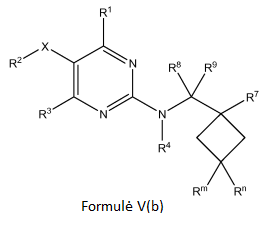 R¹
X
R²
N
R⁸ R⁹
R⁷
R³
N
N
R⁴
Rᵐ Rⁿ
Formulė V(b)